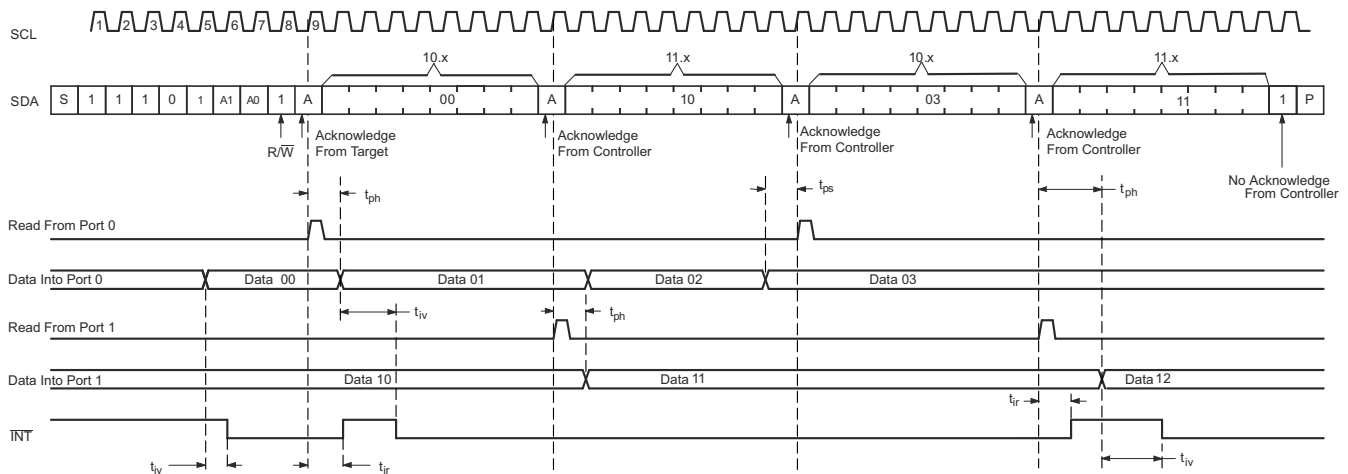 SCL
1 2 3 4 5 6 7 8 9
10.x 11.x 10.x 11.x
SDA S 1 1 1 0 1 A1 A0 1 A 00 A 10 A 03 A 11 1 P
R/W
Acknowledge
From Target
Acknowledge
From Controller
Acknowledge
From Controller
Acknowledge
From Controller
No Acknowledge
From Controller
tph
tps
tph
Read From Port 0
Data Into Port 0 Data 00 Data 01 Data 02 Data 03
tiv
tph
Read From Port 1
Data Into Port 1 Data 10 Data 11 Data 12
tir
INT
tiv
tir
tiv